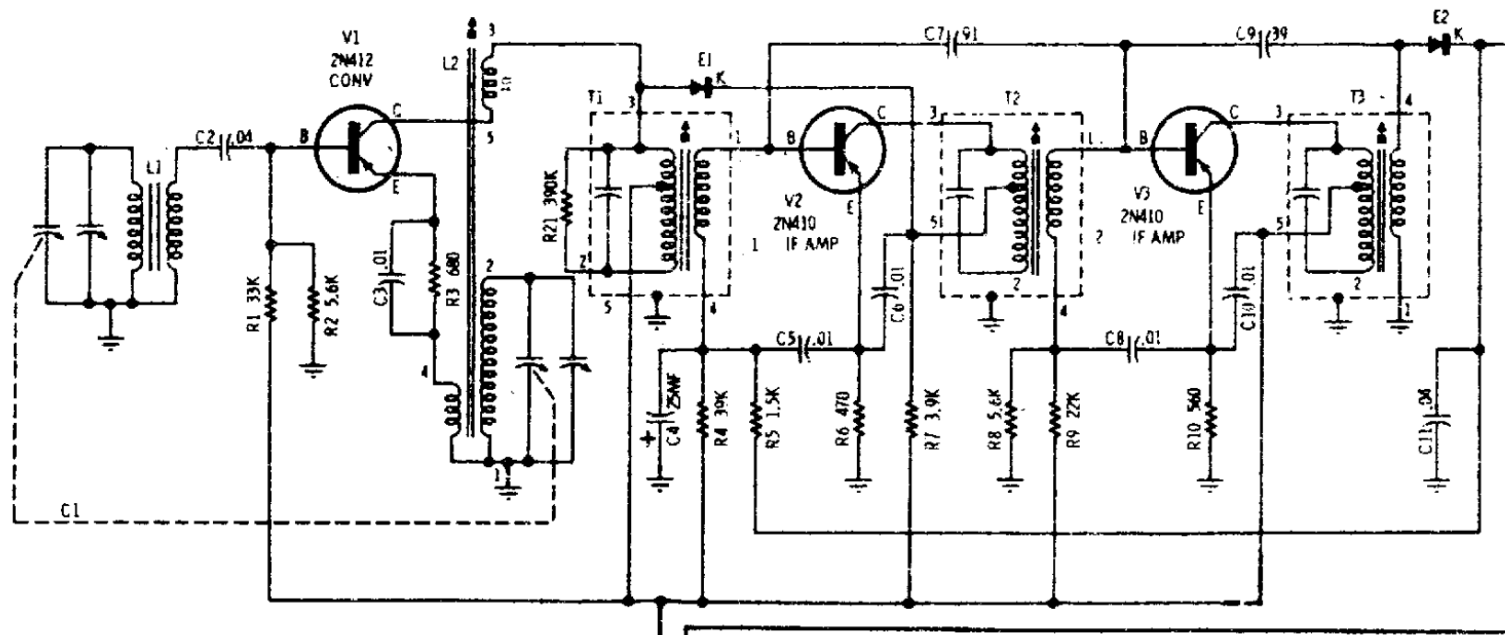 V1
2N412
CONV
L2
3
10
5
C
B
E
C2 .04
L1
R1 33K
R2 5.6K
C3 .01
R3 680
4
2
1
C1
T1
3
E1
K
R21 390K
1
2
5
4
C7 .91
C9 .39
E2
K
B
C
E
V2
2N410
1 IF AMP
3
T2
1
5
2
4
C6 .01
C5 .01
C4 25MF
+
R4 39K
R5 1.5K
R6 470
R7 3.9K
R8 5.6K
R9 22K
C8 .01
B
C
E
V3
2N410
2 IF AMP
3
T3
4
5
2
1
C10 .01
R10 560
C11 .04